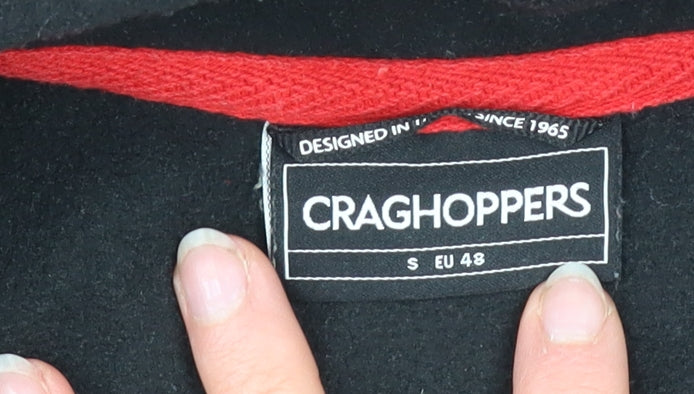 DESIGNED IN SINCE 1965
CRAGHOPPERS
S EU 48